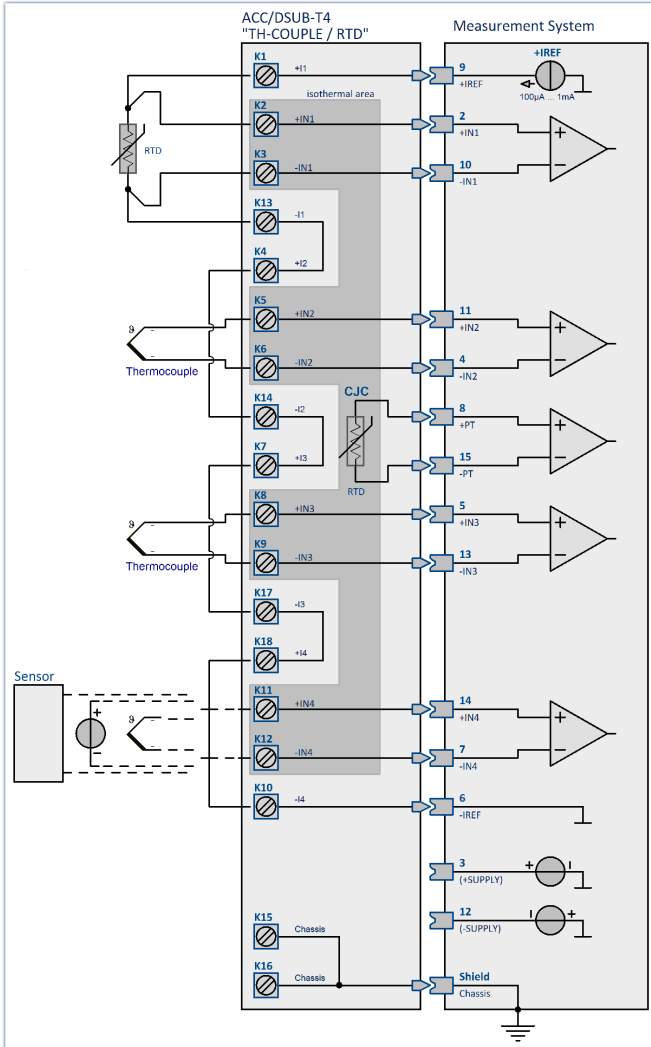 ACC/DSUB-T4
"TH-COUPLE / RTD"
Measurement System
K1
+I1
9
+IREF
+IREF
100µA ... 1mA
isothermal area
K2
+IN1
2
+IN1
RTD
K3
-IN1
10
-IN1
K13
-I1
K4
+I2
K5
+IN2
11
+IN2
ϑ
Thermocouple
K6
-IN2
4
-IN2
K14
-I2
CJC
8
+PT
K7
+I3
15
-PT
RTD
K8
+IN3
5
+IN3
ϑ
Thermocouple
K9
-IN3
13
-IN3
K17
-I3
K18
+I4
Sensor
K11
+IN4
14
+IN4
ϑ
K12
-IN4
7
-IN4
K10
-I4
6
-IREF
3
(+SUPPLY)
12
(-SUPPLY)
K15
Chassis
K16
Chassis
Shield
Chassis